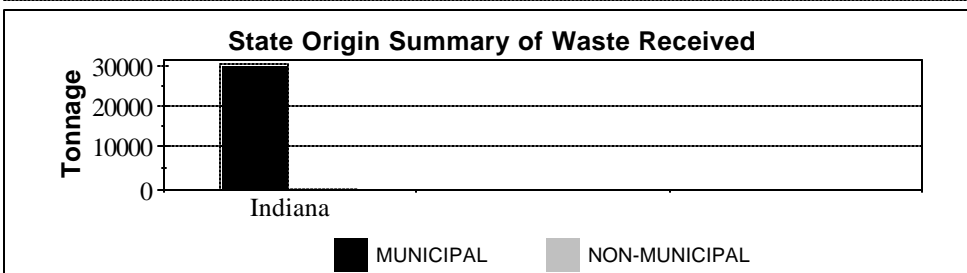 State Origin Summary of Waste Received
Tonnage
30000
20000
10000
0
Indiana
MUNICIPAL NON-MUNICIPAL